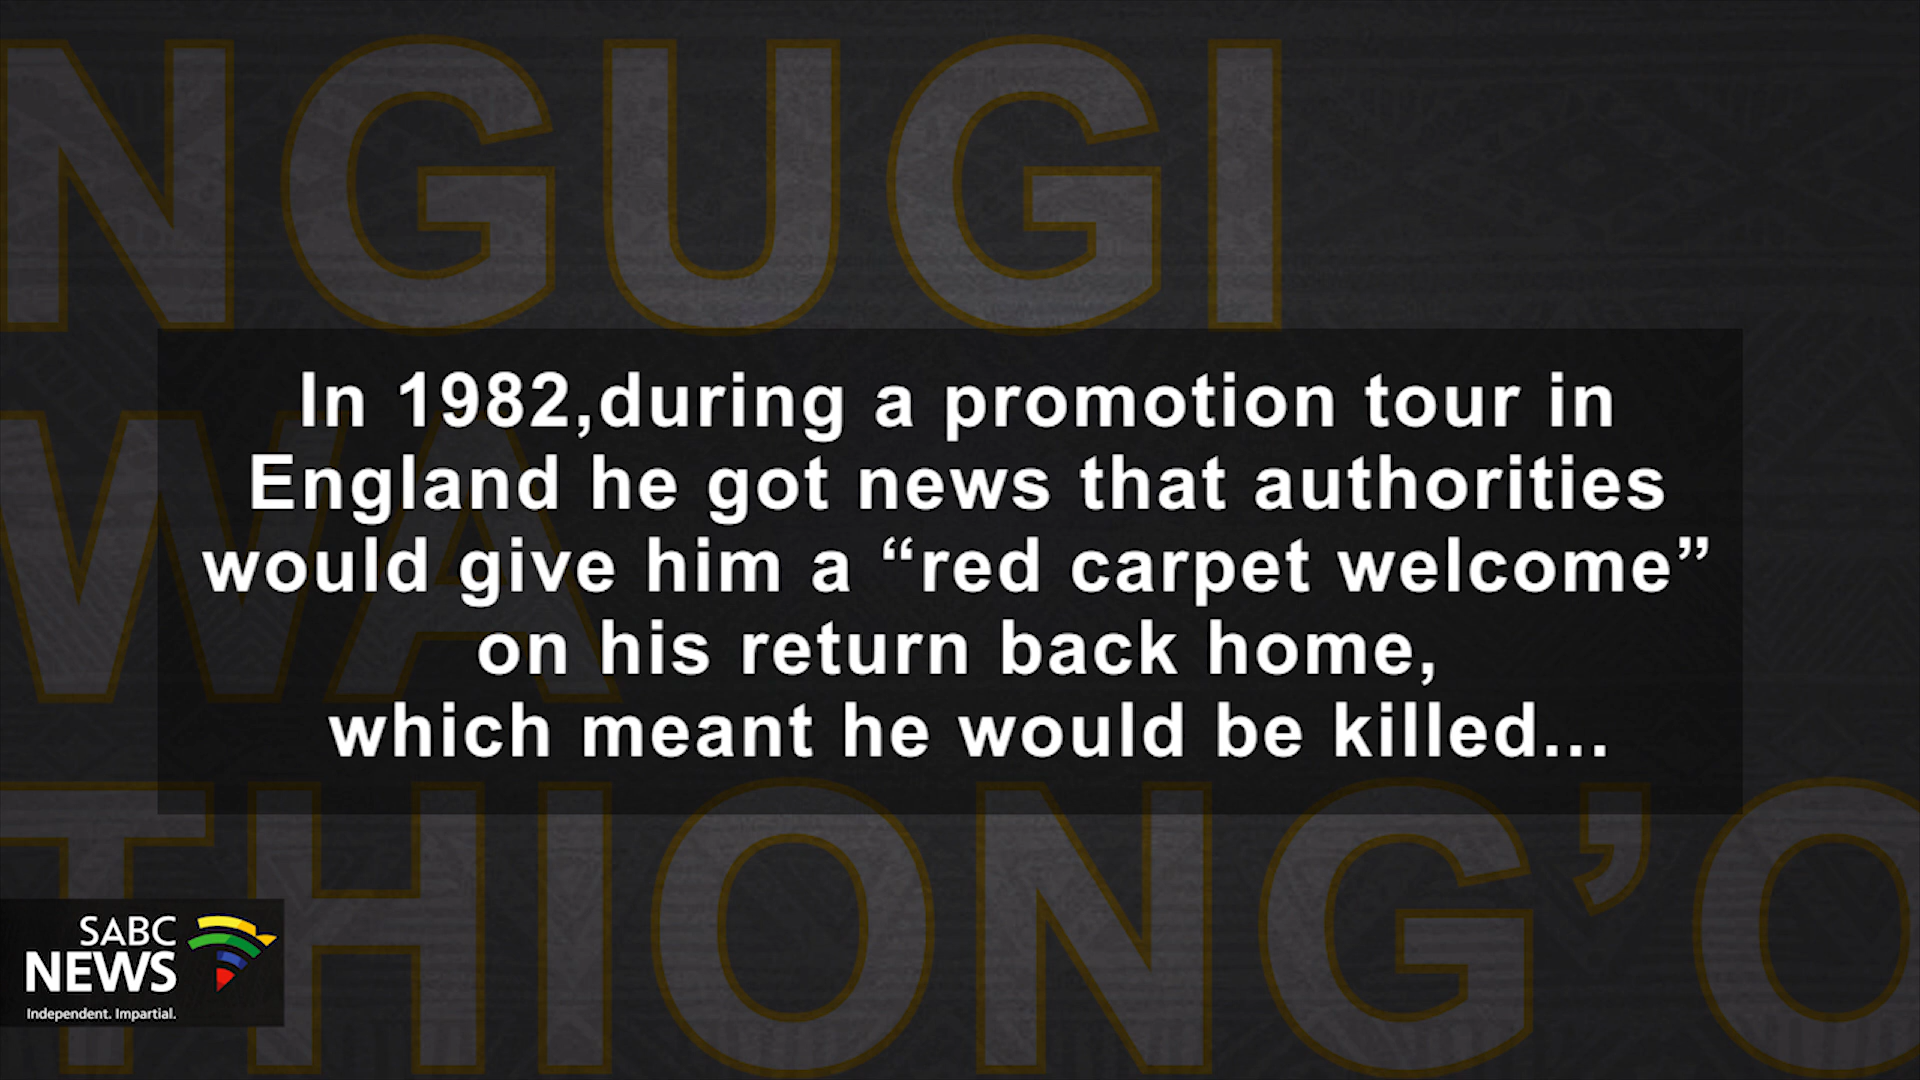 NGUGI
WA
THIONG’O
In 1982,during a promotion tour in
England he got news that authorities
would give him a “red carpet welcome”
on his return back home,
which meant he would be killed...
SABC
NEWS
Independent. Impartial.